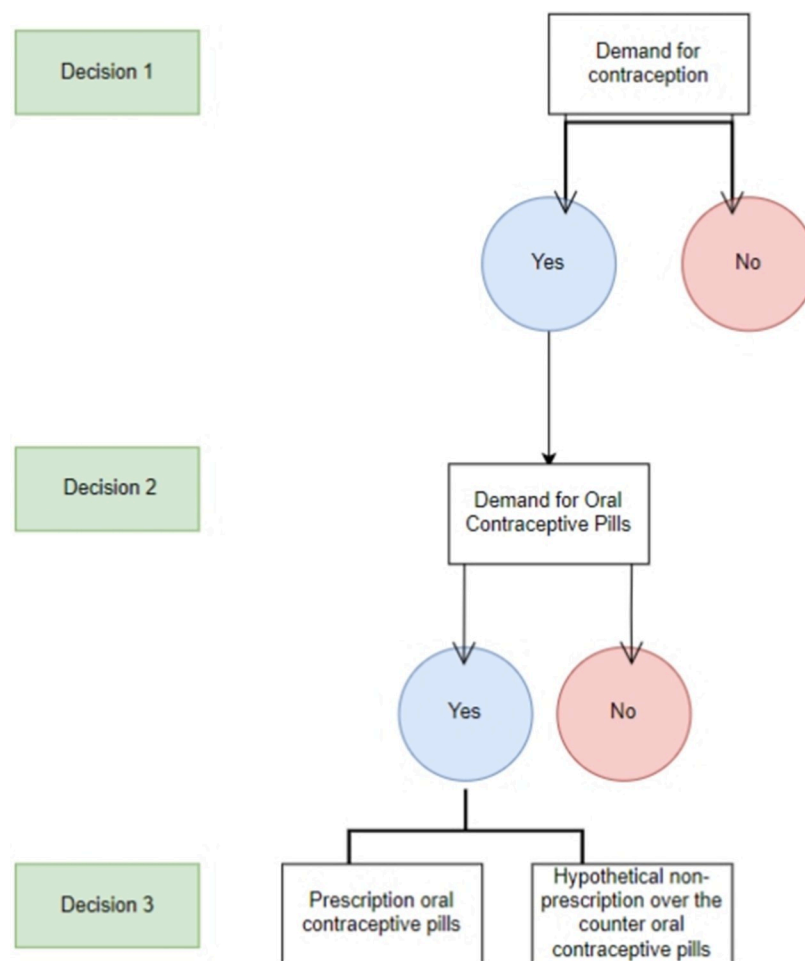 Decision 1
Demand for
contraception
Yes
No
Decision 2
Demand for Oral
Contraceptive Pills
Yes
No
Decision 3
Prescription oral
contraceptive pills
Hypothetical non-
prescription over the
counter oral
contraceptive pills